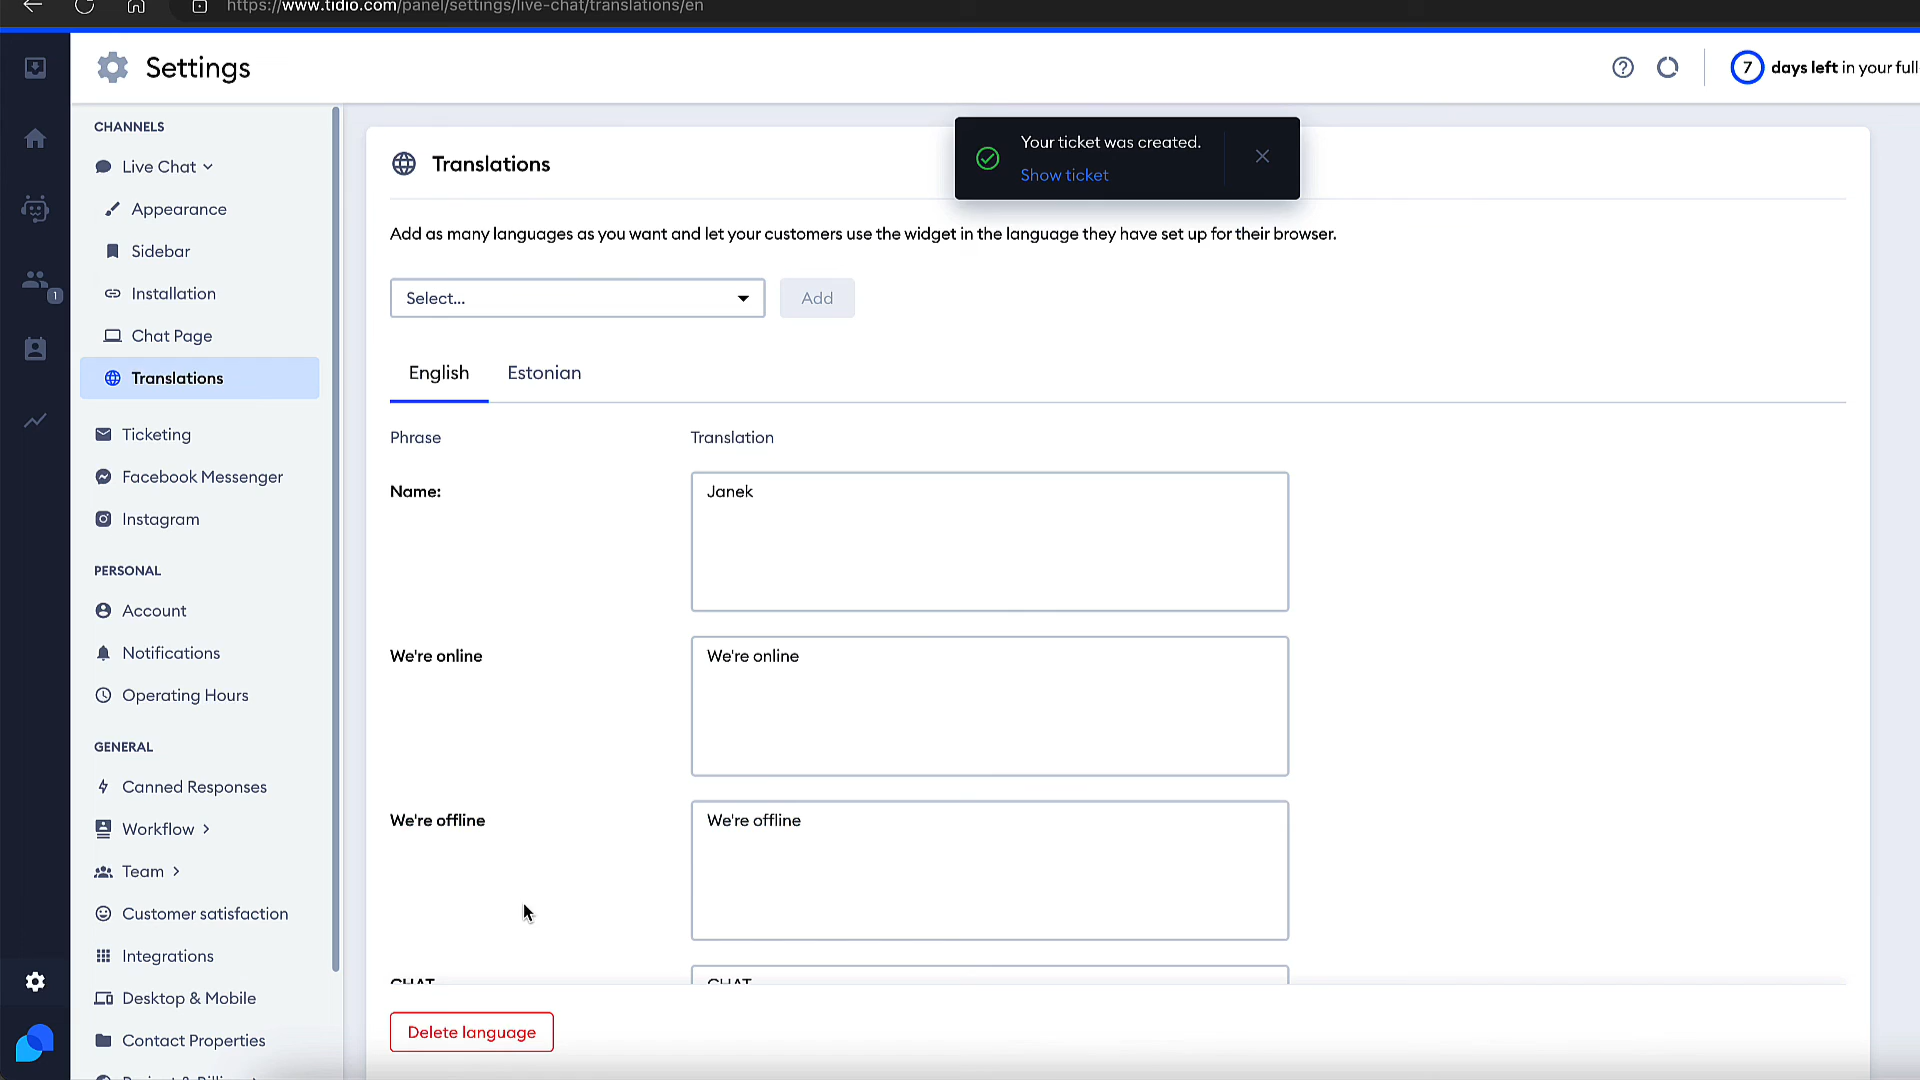 https://www.tidio.com/panel/settings/live-chat/translations/en
Settings
7 days left in your full
CHANNELS
Live Chat
Appearance
Sidebar
Installation
Chat Page
Translations
Ticketing
Facebook Messenger
Instagram
PERSONAL
Account
Notifications
Operating Hours
GENERAL
Canned Responses
Workflow
Team
Customer satisfaction
Integrations
Desktop & Mobile
Contact Properties
1
Translations
Your ticket was created.
Show ticket
Add as many languages as you want and let your customers use the widget in the language they have set up for their browser.
Select...
Add
English Estonian
Phrase Translation
Name: Janek
We're online We're online
We're offline We're offline
CHAT CHAT
Delete language